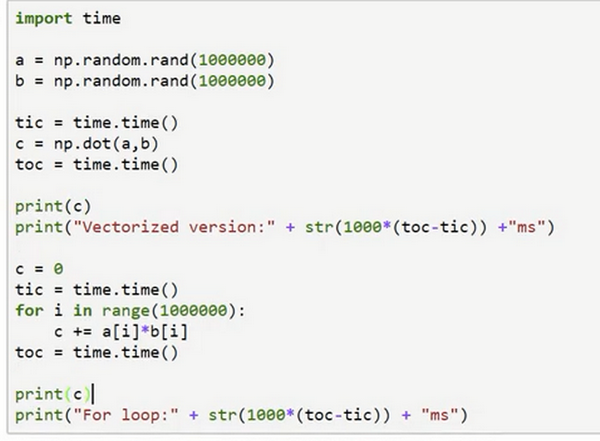 import time
a = np.random.rand(1000000)
b = np.random.rand(1000000)
tic = time.time()
c = np.dot(a,b)
toc = time.time()
print(c)
print("Vectorized version:" + str(1000*(toc-tic)) +"ms")
c = 0
tic = time.time()
for i in range(1000000):
    c += a[i]*b[i]
toc = time.time()
print(c)
print("For loop:" + str(1000*(toc-tic)) + "ms")